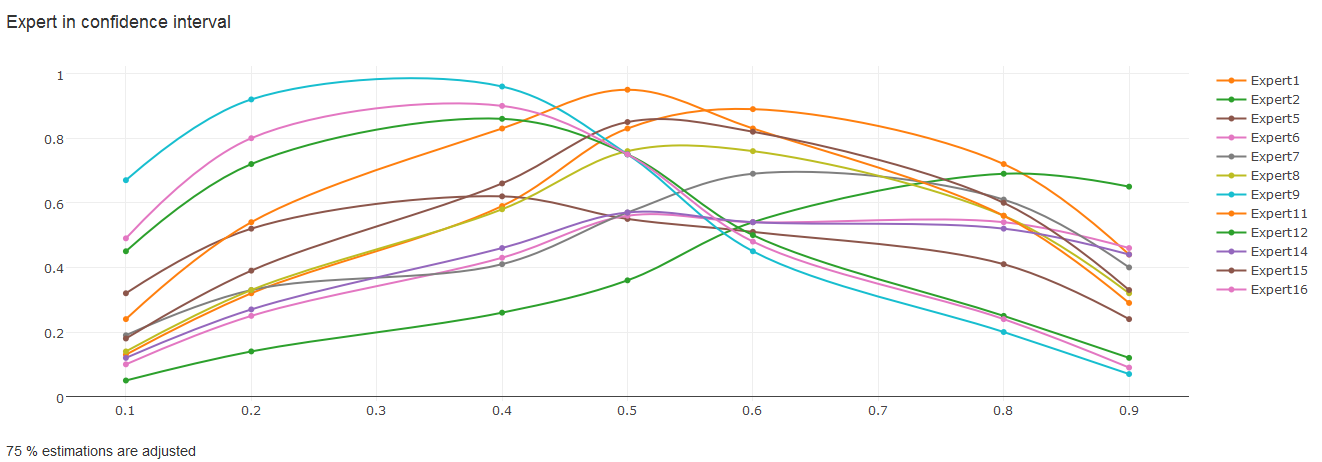 Expert in confidence interval
1
0.8
0.6
0.4
0.2
0
0.1 0.2 0.3 0.4 0.5 0.6 0.7 0.8 0.9
Expert1
Expert2
Expert5
Expert6
Expert7
Expert8
Expert9
Expert11
Expert12
Expert14
Expert15
Expert16
75 % estimations are adjusted